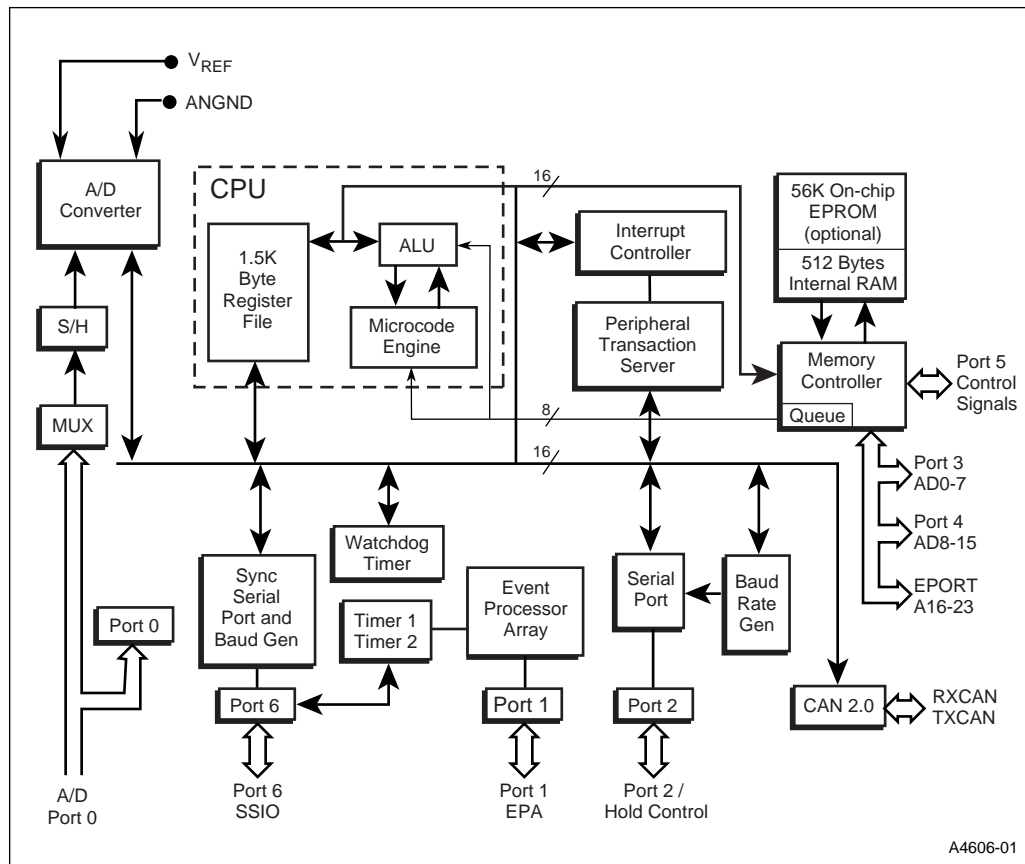 VREF
ANGND
A/D
Converter
S/H
MUX
CPU
1.5K
Byte
Register
File
ALU
Microcode
Engine
16
Interrupt
Controller
Peripheral
Transaction
Server
56K On-chip
EPROM
(optional)
512 Bytes
Internal RAM
Memory
Controller
Queue
Port 5
Control
Signals
8
16
Port 3
AD0-7
Port 4
AD8-15
EPORT
A16-23
Port 0
Sync
Serial
Port and
Baud Gen
Watchdog
Timer
Timer 1
Timer 2
Event
Processor
Array
Serial
Port
Baud
Rate
Gen
Port 6
Port 1
Port 2
CAN 2.0
RXCAN
TXCAN
A/D
Port 0
Port 6
SSIO
Port 1
EPA
Port 2 /
Hold Control
A4606-01